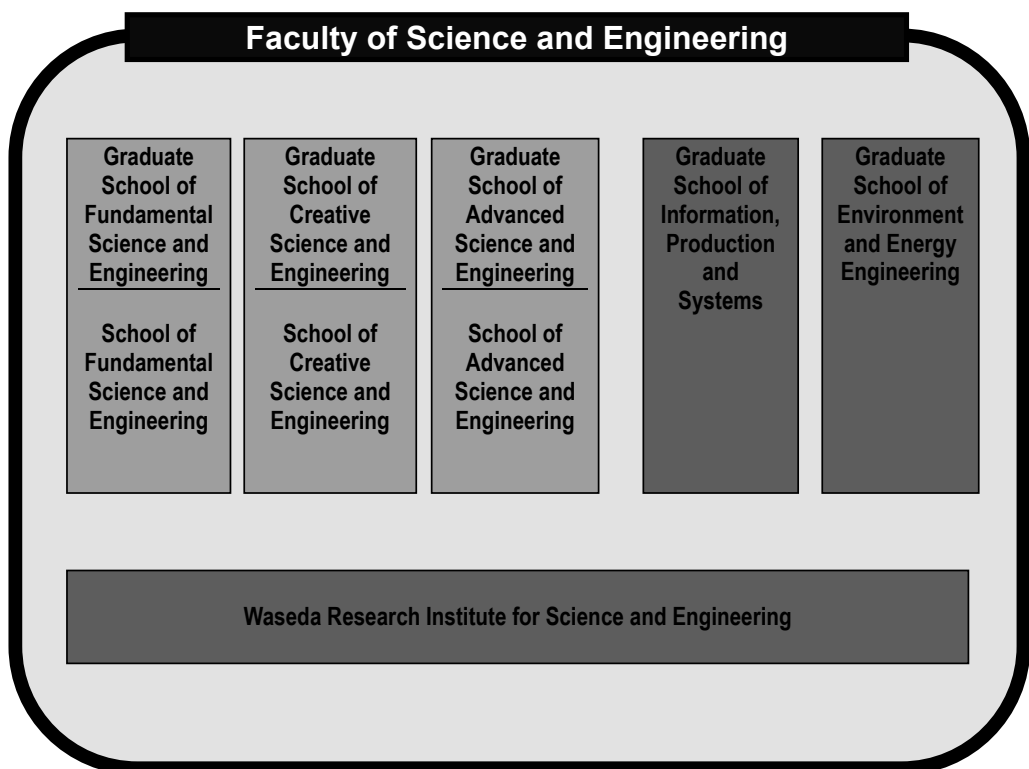 Faculty of Science and Engineering
Graduate
School of
Fundamental
Science and
Engineering
School of
Fundamental
Science and
Engineering
Graduate
School of
Creative
Science and
Engineering
School of
Creative
Science and
Engineering
Graduate
School of
Advanced
Science and
Engineering
School of
Advanced
Science and
Engineering
Graduate
School of
Information,
Production
and
Systems
Graduate
School of
Environment
and Energy
Engineering
Waseda Research Institute for Science and Engineering